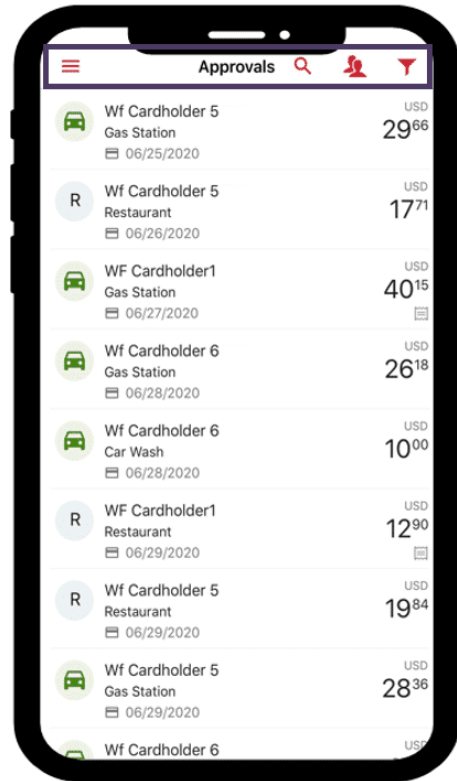 Approvals
USD
Wf Cardholder 5
29⁶⁶
Gas Station
06/25/2020
USD
Wf Cardholder 5
17⁷¹
R
Restaurant
06/26/2020
USD
WF Cardholder1
40¹⁵
Gas Station
06/27/2020
USD
Wf Cardholder 6
26¹⁸
Gas Station
06/28/2020
USD
Wf Cardholder 6
10⁰⁰
Car Wash
06/28/2020
USD
WF Cardholder1
12⁹⁰
R
Restaurant
06/29/2020
USD
Wf Cardholder 5
19⁸⁴
R
Restaurant
06/29/2020
USD
Wf Cardholder 5
28³⁶
Gas Station
06/29/2020
USD
Wf Cardholder 6